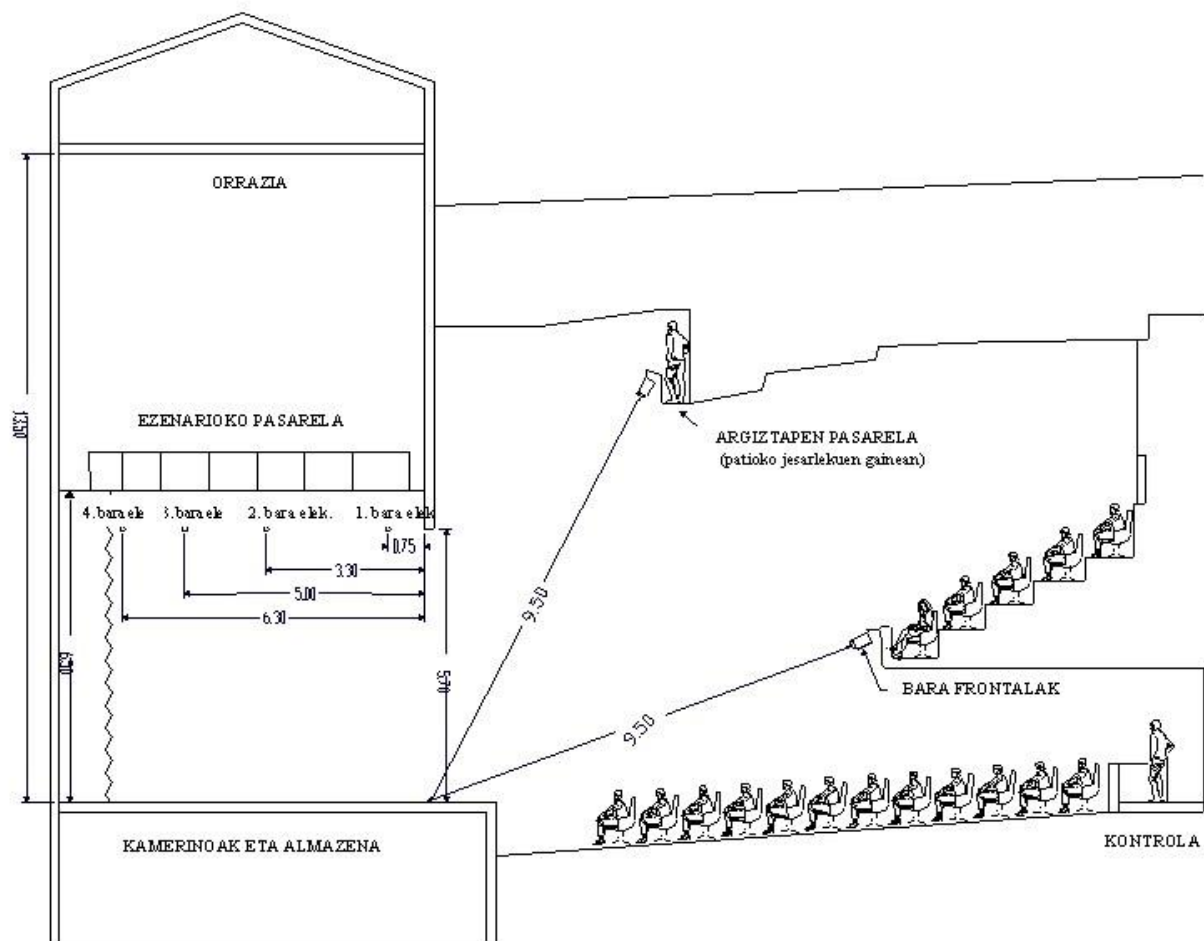 ORRAZIA
13.50
EZENARIOKO PASARELA
ARGIZTAPEN PASARELA
(patioko jesarlekuen gainean)
4.bara ele 3.bara ele 2.bara elek. 1.bara elek
0.75
3.30
5.00
6.30
9.50
6.50
5.70
BARA FRONTALAK
9.50
KAMERINOAK ETA ALMAZENA
KONTROLA